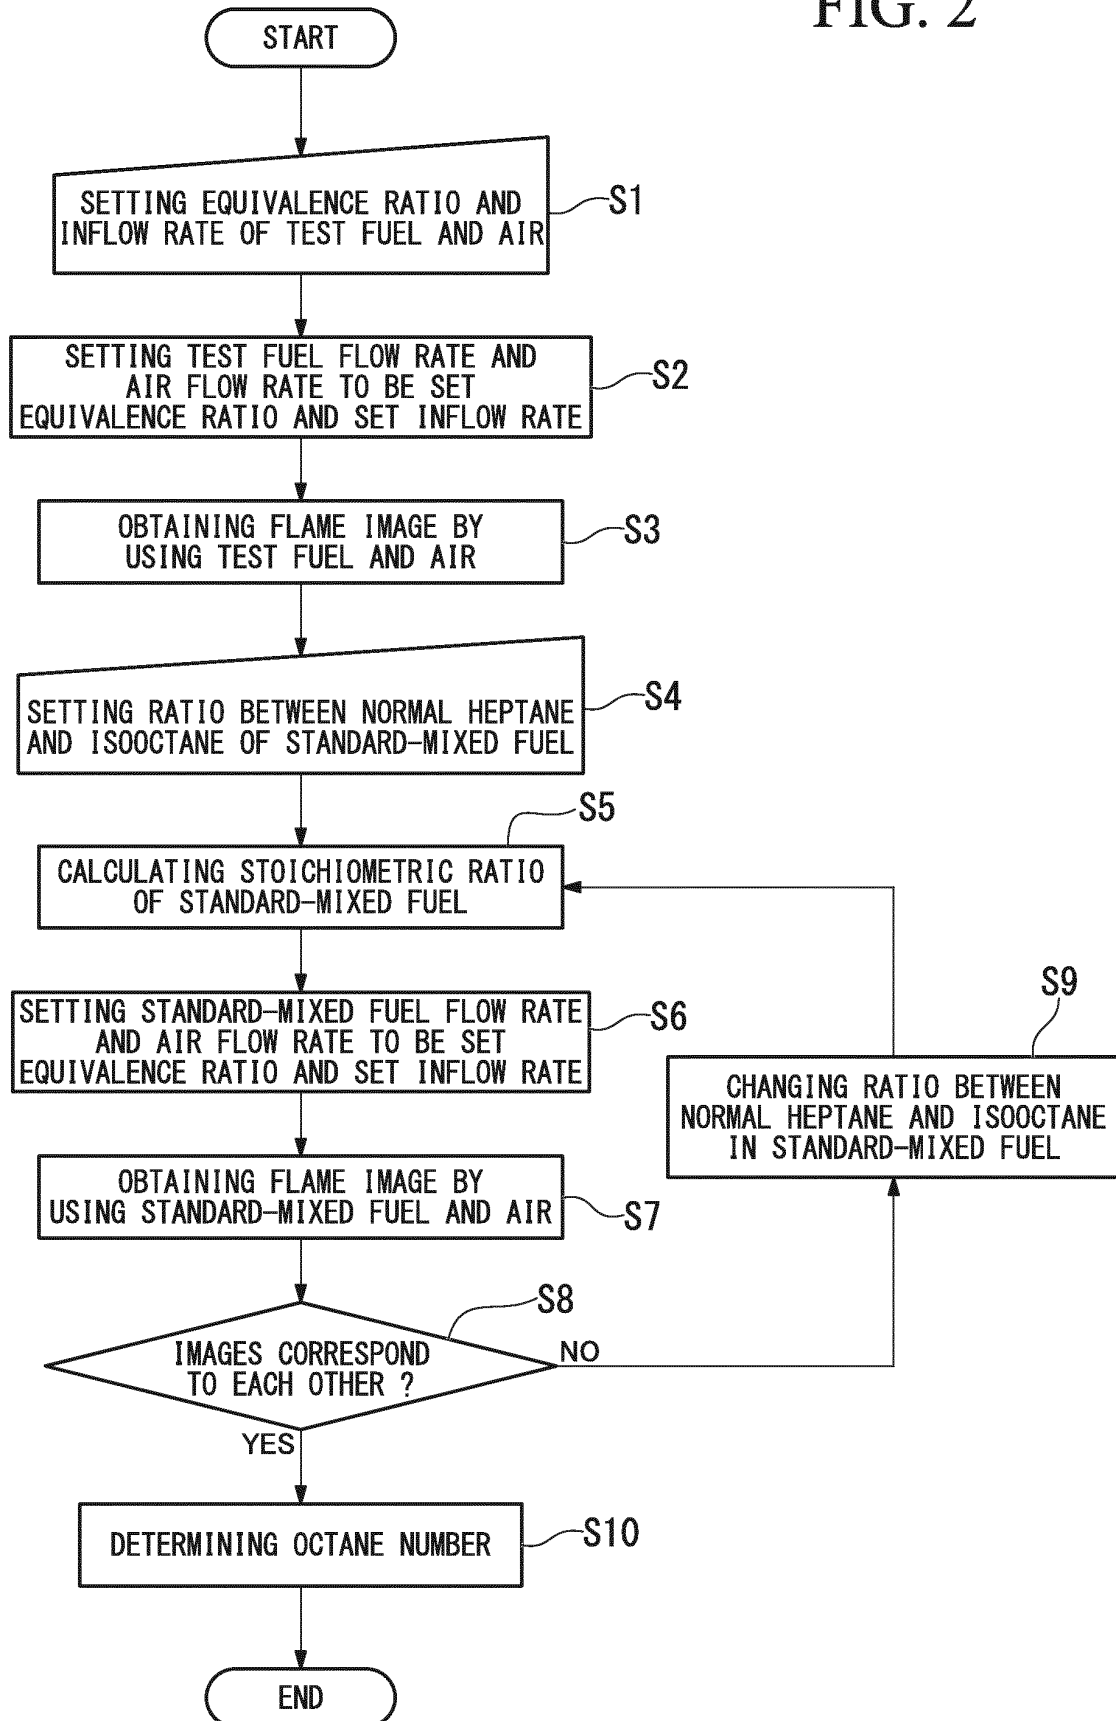 FIG. 2
START
SETTING EQUIVALENCE RATIO AND
INFLOW RATE OF TEST FUEL AND AIR
S1
SETTING TEST FUEL FLOW RATE AND
AIR FLOW RATE TO BE SET
EQUIVALENCE RATIO AND SET INFLOW RATE
S2
OBTAINING FLAME IMAGE BY
USING TEST FUEL AND AIR
S3
SETTING RATIO BETWEEN NORMAL HEPTANE
AND ISOOCTANE OF STANDARD-MIXED FUEL
S4
S5
CALCULATING STOICHIOMETRIC RATIO
OF STANDARD-MIXED FUEL
SETTING STANDARD-MIXED FUEL FLOW RATE
AND AIR FLOW RATE TO BE SET
EQUIVALENCE RATIO AND SET INFLOW RATE
S6
S9
CHANGING RATIO BETWEEN
NORMAL HEPTANE AND ISOOCTANE
IN STANDARD-MIXED FUEL
OBTAINING FLAME IMAGE BY
USING STANDARD-MIXED FUEL AND AIR
S7
S8
IMAGES CORRESPOND
TO EACH OTHER ?
NO
YES
DETERMINING OCTANE NUMBER
S10
END